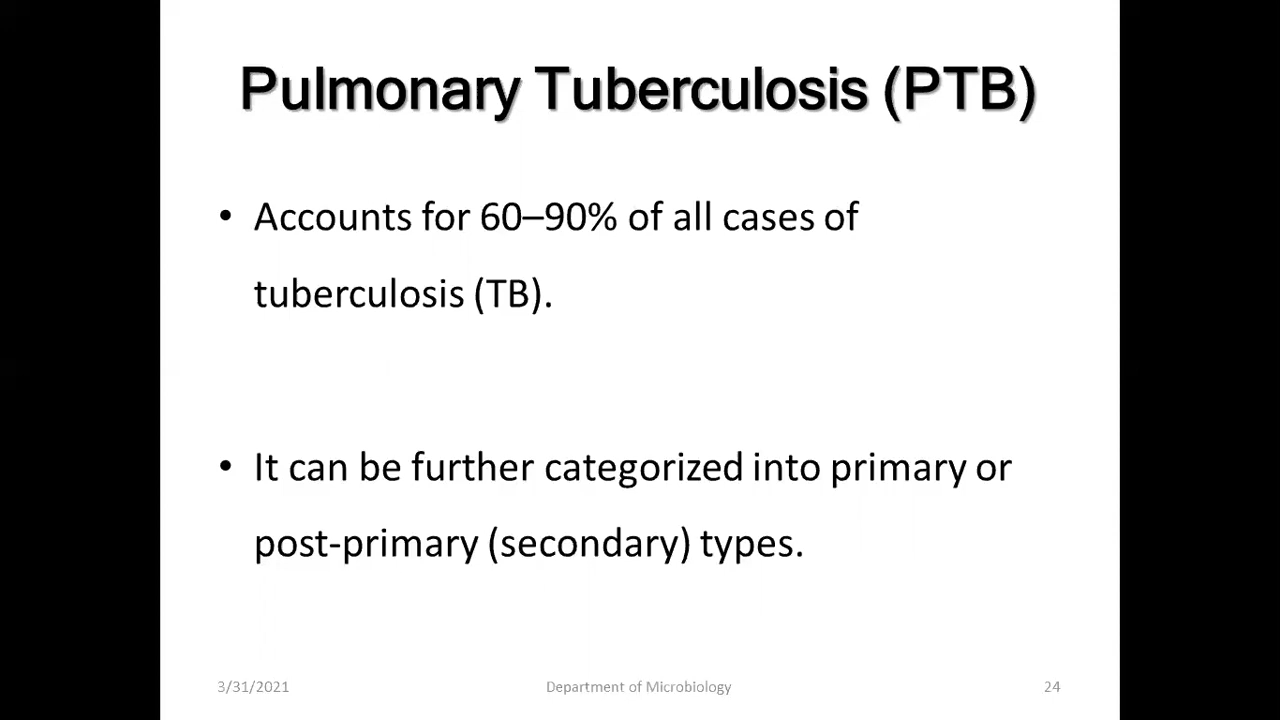 Pulmonary Tuberculosis (PTB)
• Accounts for 60–90% of all cases of
tuberculosis (TB).
• It can be further categorized into primary or
post-primary (secondary) types.
3/31/2021 Department of Microbiology 24